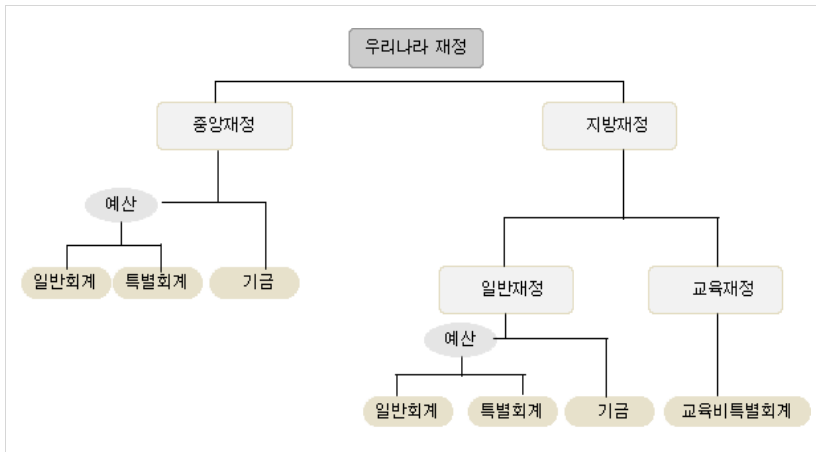 우리나라 재정
중앙재정
지방재정
예산
일반회계
특별회계
기금
일반재정
교육재정
예산
일반회계
특별회계
기금
교육비특별회계